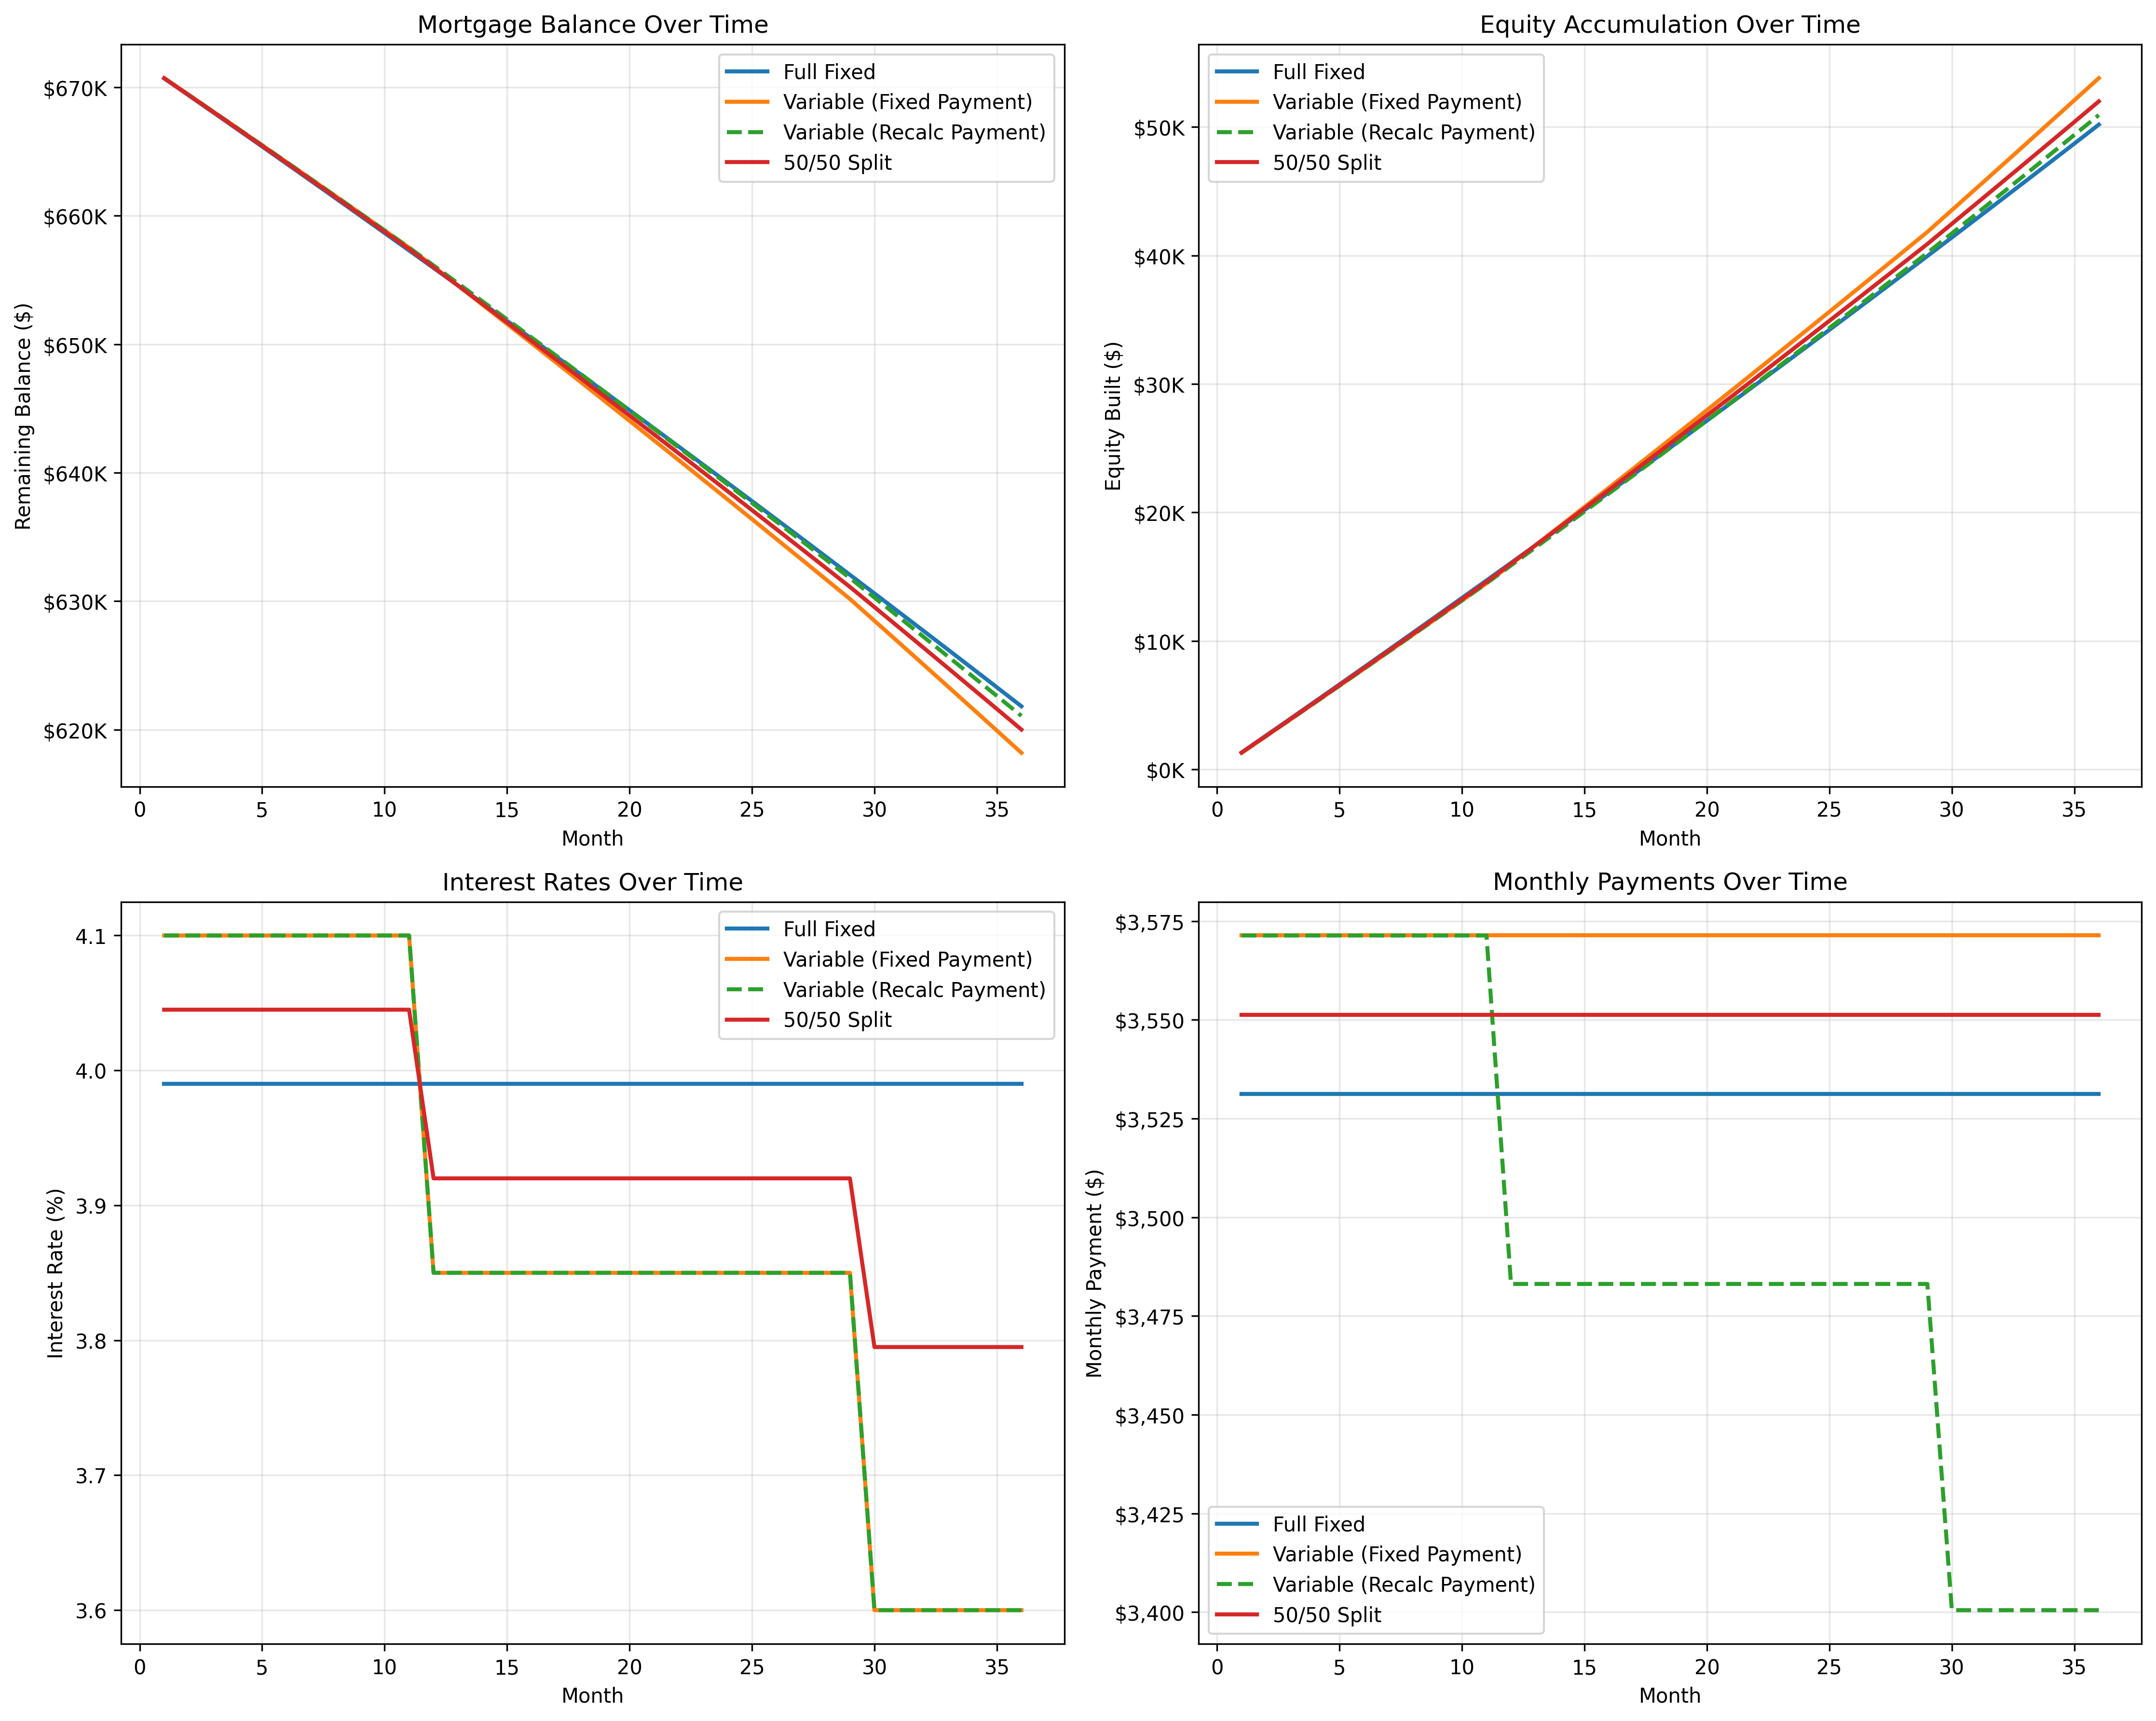 Mortgage Balance Over Time
Remaining Balance ($)
$670K
$660K
$650K
$640K
$630K
$620K
Full Fixed
Variable (Fixed Payment)
Variable (Recalc Payment)
50/50 Split
0 5 10 15 20 25 30 35
Month
Equity Accumulation Over Time
Equity Built ($)
$50K
$40K
$30K
$20K
$10K
$0K
Full Fixed
Variable (Fixed Payment)
Variable (Recalc Payment)
50/50 Split
0 5 10 15 20 25 30 35
Month
Interest Rates Over Time
Interest Rate (%)
4.1
4.0
3.9
3.8
3.7
3.6
Full Fixed
Variable (Fixed Payment)
Variable (Recalc Payment)
50/50 Split
0 5 10 15 20 25 30 35
Month
Monthly Payments Over Time
Monthly Payment ($)
$3,575
$3,550
$3,525
$3,500
$3,475
$3,450
$3,425
$3,400
Full Fixed
Variable (Fixed Payment)
Variable (Recalc Payment)
50/50 Split
0 5 10 15 20 25 30 35
Month